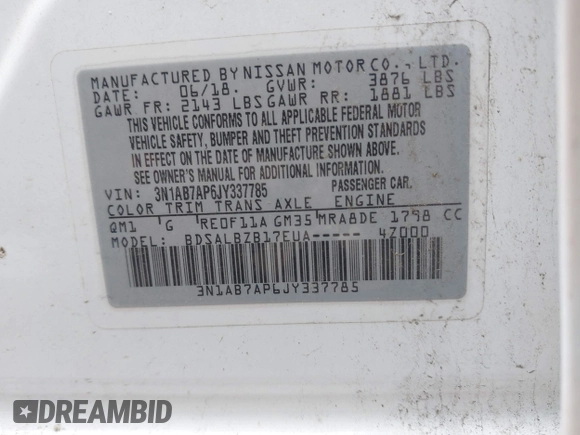 MANUFACTURED BY NISSAN MOTOR CO., LTD.
DATE: 06/18. GVWR: 3876 LBS
GAWR FR: 2143 LBS GAWR RR: 1881 LBS
THIS VEHICLE CONFORMS TO ALL APPLICABLE FEDERAL MOTOR
VEHICLE SAFETY, BUMPER AND THEFT PREVENTION STANDARDS
IN EFFECT ON THE DATE OF MANUFACTURE SHOWN ABOVE.
SEE OWNER'S MANUAL FOR ADDITIONAL INFORMATION.
VIN: 3N1AB7AP6JY337785 PASSENGER CAR.
COLOR TRIM TRANS AXLE ENGINE
QM1 G RE0F11A GM35 MRA8DE 1798 CC
MODEL: BDSALBZB17EUA----- 4Z000
3N1AB7AP6JY337785
DREAMBID